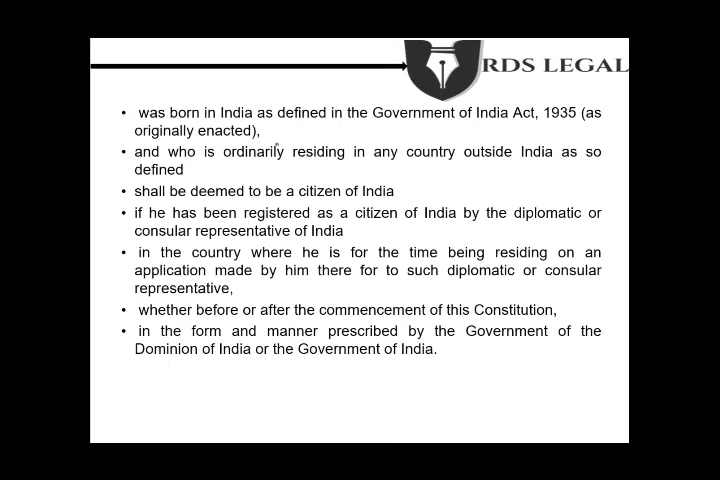 RDS LEGAL
• was born in India as defined in the Government of India Act, 1935 (as
originally enacted),
• and who is ordinarily residing in any country outside India as so
defined
• shall be deemed to be a citizen of India
• if he has been registered as a citizen of India by the diplomatic or
consular representative of India
• in the country where he is for the time being residing on an
application made by him there for to such diplomatic or consular
representative,
• whether before or after the commencement of this Constitution,
• in the form and manner prescribed by the Government of the
Dominion of India or the Government of India.